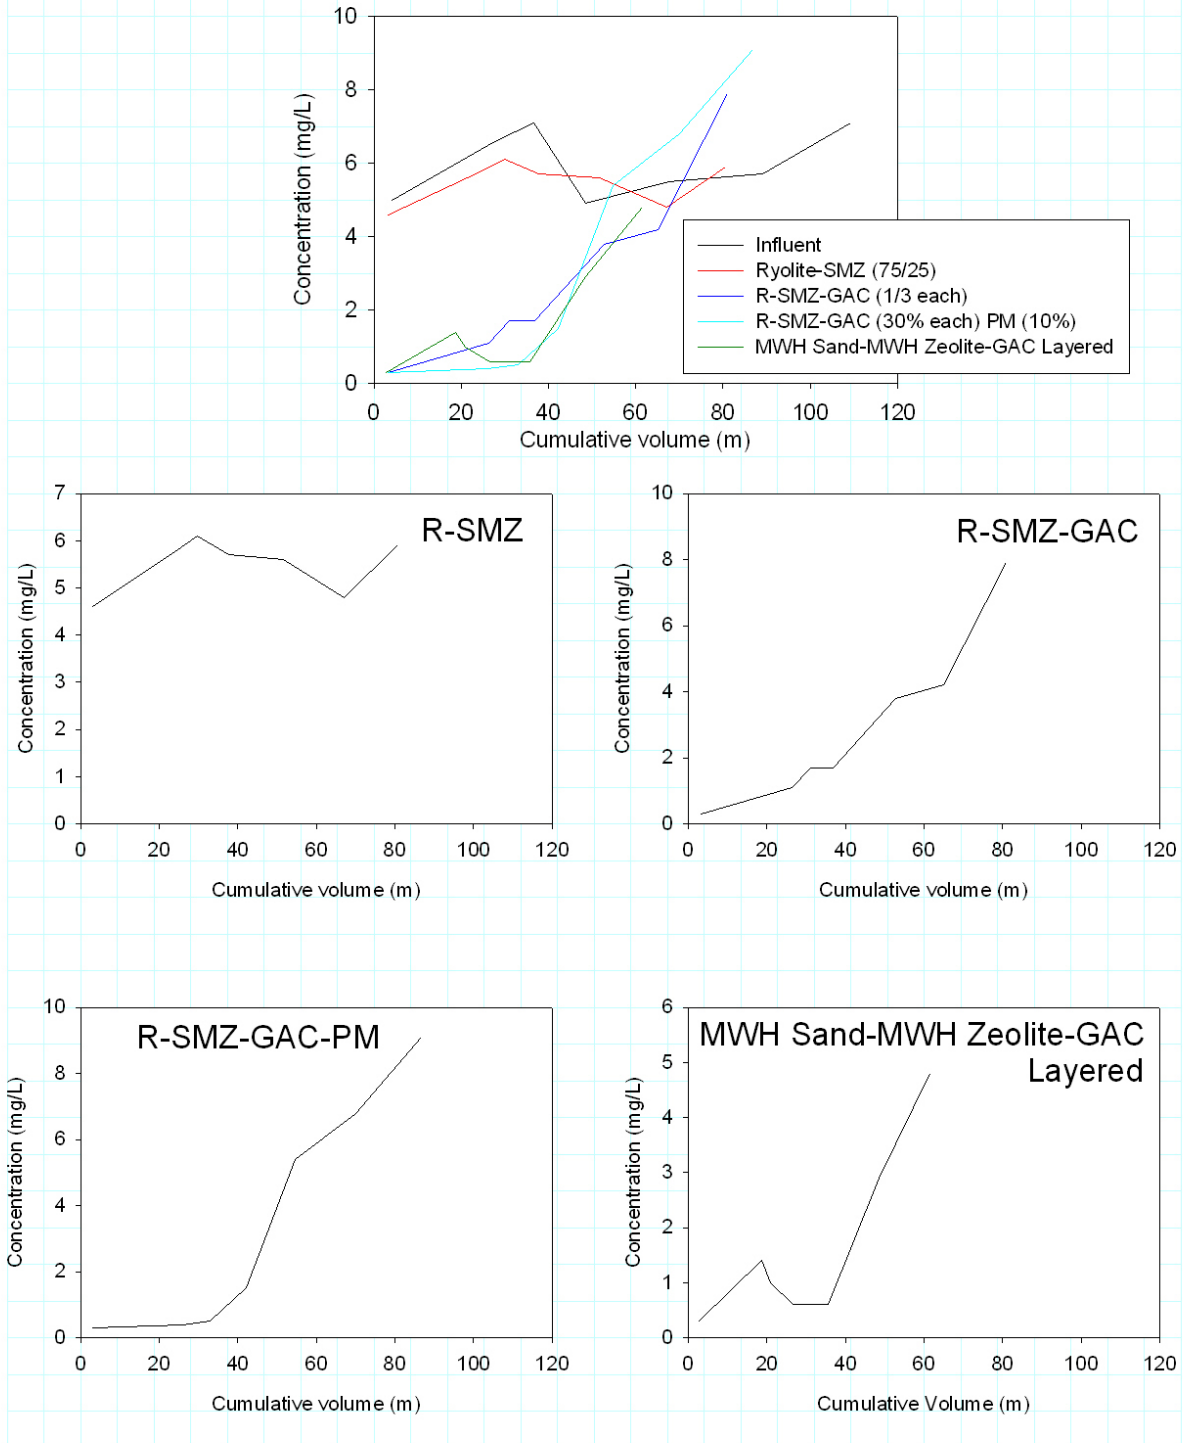 10
8
6
4
2
0
Concentration (mg/L)
0 20 40 60 80 100 120
Cumulative volume (m)
Influent
Ryolite-SMZ (75/25)
R-SMZ-GAC (1/3 each)
R-SMZ-GAC (30% each) PM (10%)
MWH Sand-MWH Zeolite-GAC Layered
R-SMZ
7
6
5
4
3
2
1
0
Concentration (mg/L)
0 20 40 60 80 100 120
Cumulative volume (m)
R-SMZ-GAC
10
8
6
4
2
0
Concentration (mg/L)
0 20 40 60 80 100 120
Cumulative volume (m)
R-SMZ-GAC-PM
10
8
6
4
2
0
Concentration (mg/L)
0 20 40 60 80 100 120
Cumulative volume (m)
MWH Sand-MWH Zeolite-GAC
Layered
6
5
4
3
2
1
0
Concentration (mg/L)
0 20 40 60 80 100 120
Cumulative Volume (m)